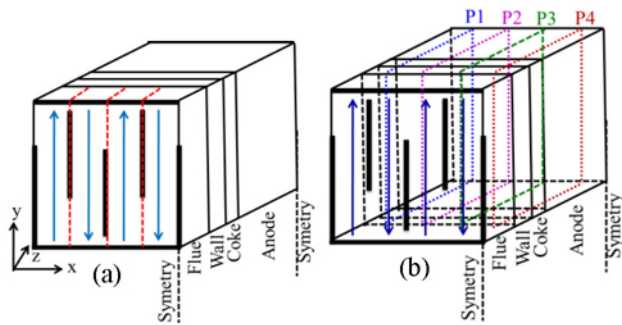 P1 P2 P3 P4
y
z
x
(a)
Symetry
Flue
Wall
Coke
Anode
Symetry
(b)
Symetry
Flue
Wall
Coke
Anode
Symetry